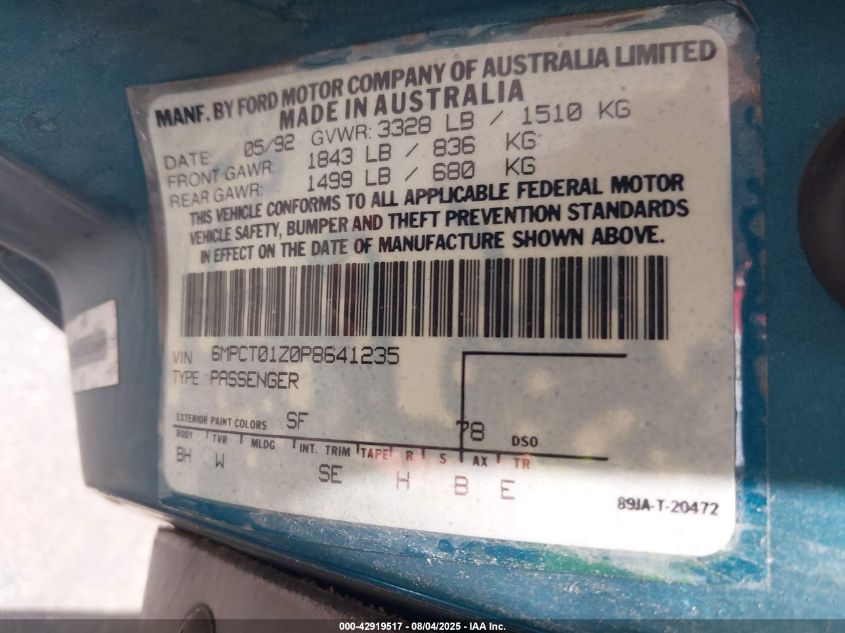 MANF. BY FORD MOTOR COMPANY OF AUSTRALIA LIMITED
MADE IN AUSTRALIA
DATE: 05/92 GVWR: 3328 LB / 1510 KG
FRONT GAWR: 1843 LB / 836 KG
REAR GAWR: 1499 LB / 680 KG
THIS VEHICLE CONFORMS TO ALL APPLICABLE FEDERAL MOTOR
VEHICLE SAFETY, BUMPER AND THEFT PREVENTION STANDARDS
IN EFFECT ON THE DATE OF MANUFACTURE SHOWN ABOVE.
VIN 6MPCT01Z0P8641235
TYPE PASSENGER
EXTERIOR PAINT COLORS SF 78 DSO
BODY TVR MLDG INT. TRIM TAPE R S AX TR
BH W SE H B E
89JA-T-20472
000-42919517 - 08/04/2025 - IAA Inc.